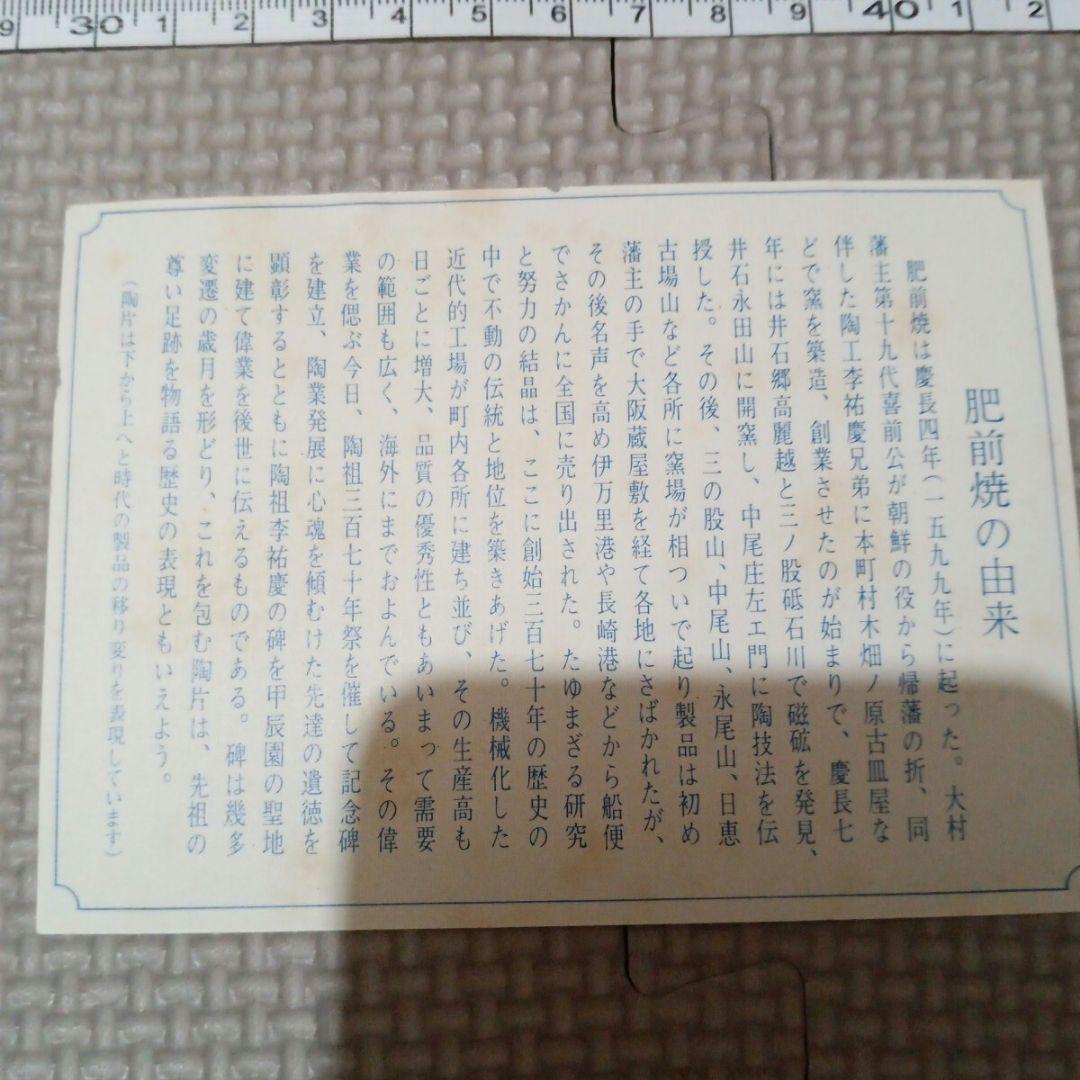 9 30 1 2 3 4 5 6 7 8 9 40 1 2
肥前焼の由来
肥前焼は慶長四年(一五九九年)に起った。大村
藩主第十九代喜前公が朝鮮の役から帰藩の折、同
伴した陶工李祐慶兄弟に本町村木畑ノ原古皿屋な
どで窯を築造、創業させたのが始まりで、慶長七
年には井石郷高麗越と三ノ股砥石川で磁砿を発見、
井石永田山に開窯し、中尾庄左エ門に陶技法を伝
授した。その後、三の股山、中尾山、永尾山、日恵
古場山など各所に窯場が相ついで起り製品は初め
藩主の手で大阪蔵屋敷を経て各地にさばかれたが、
その後名声を高め伊万里港や長崎港などから船便
でさかんに全国に売り出された。たゆまざる研究
と努力の結晶は、ここに創始三百七十年の歴史の
中で不動の伝統と地位を築きあげた。機械化した
近代的工場が町内各所に建ち並び、その生産高も
日ごとに増大、品質の優秀性ともあいまって需要
の範囲も広く、海外にまでおよんでいる。その偉
業を偲ぶ今日、陶祖三百七十年祭を催して記念碑
を建立、陶業発展に心魂を傾むけた先達の遺徳を
顕彰するとともに陶祖李祐慶の碑を甲辰園の聖地
に建て偉業を後世に伝えるものである。碑は幾多
変遷の歳月を形どり、これを包む陶片は、先祖の
尊い足跡を物語る歴史の表現ともいえよう。
(陶片は下から上へと時代の製品の移り変りを表現しています)